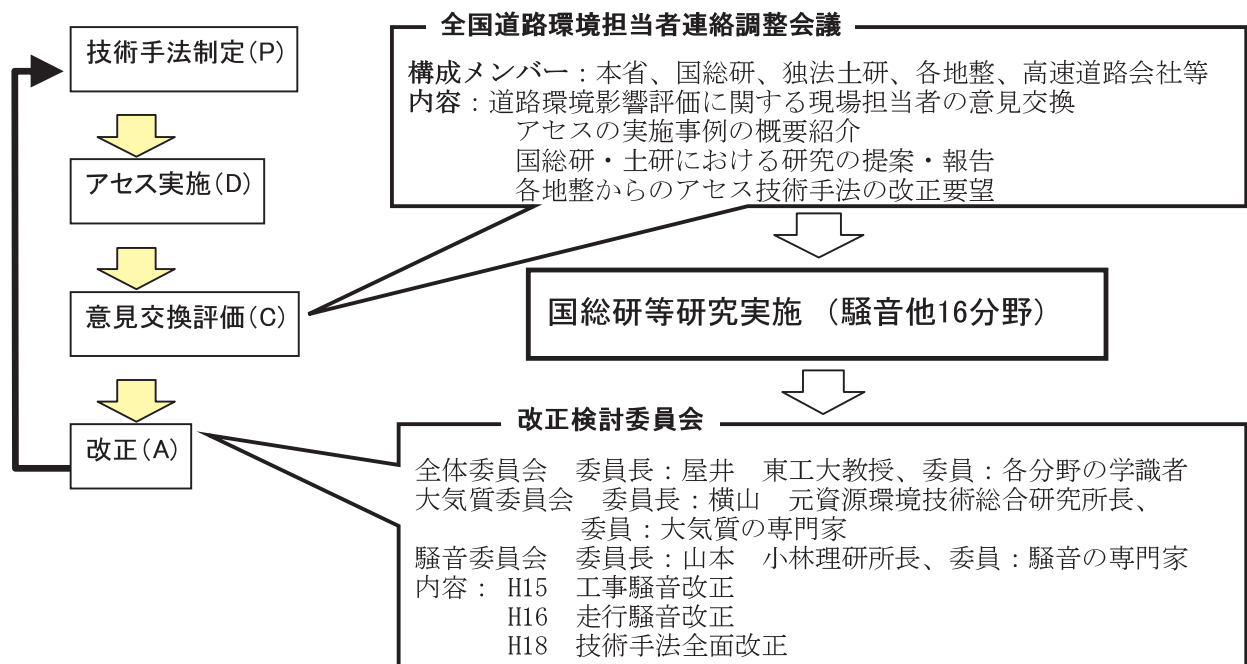 技術手法制定(P)
アセス実施(D)
意見交換評価(C)
改正(A)
全国道路環境担当者連絡調整会議
構成メンバー：本省、国総研、独法土研、各地整、高速道路会社等
内容：道路環境影響評価に関する現場担当者の意見交換
アセスの実施事例の概要紹介
国総研・土研における研究の提案・報告
各地整からのアセス技術手法の改正要望
国総研等研究実施 （騒音他16分野）
改正検討委員会
全体委員会　委員長：屋井　東工大教授、委員：各分野の学識者
大気質委員会　委員長：横山　元資源環境技術総合研究所長、
委員：大気質の専門家
騒音委員会　委員長：山本　小林理研所長、委員：騒音の専門家
内容： H15　工事騒音改正
H16　走行騒音改正
H18　技術手法全面改正